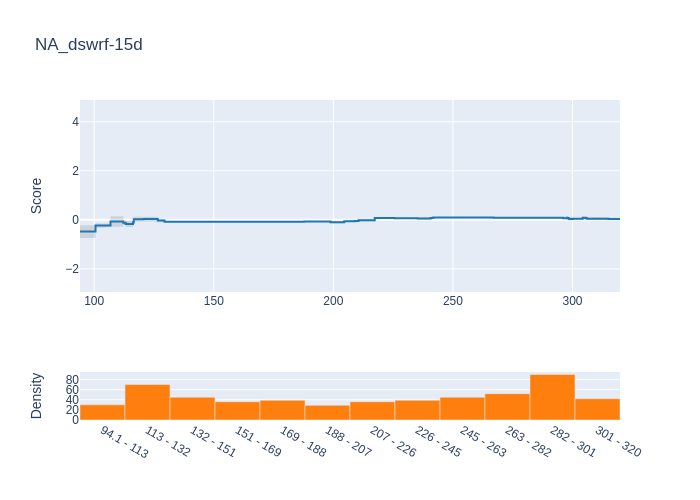 NA_dswrf-15d
Score
4
2
0
−2
100 150 200 250 300
Density
80
60
40
20
0
94.1 - 113
113 - 132
132 - 151
151 - 169
169 - 188
188 - 207
207 - 226
226 - 245
245 - 263
263 - 282
282 - 301
301 - 320